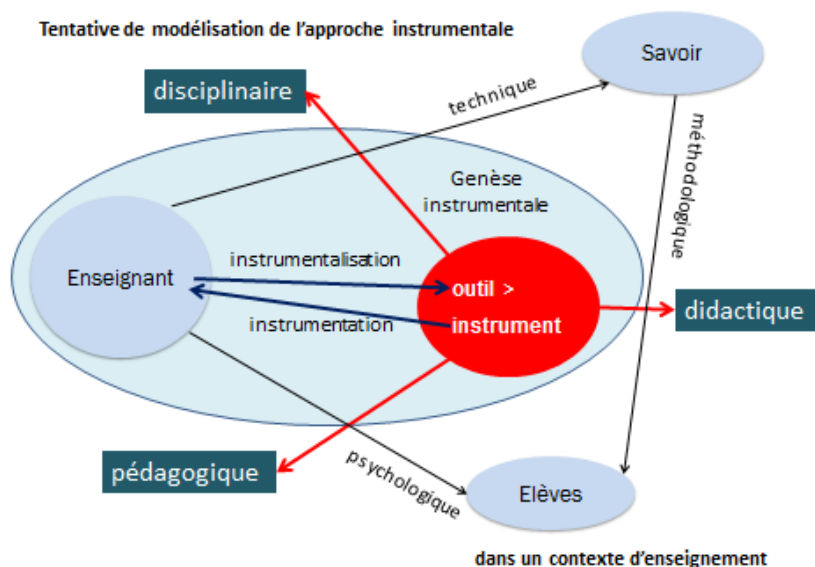 Tentative de modélisation de l'approche instrumentale
Savoir
disciplinaire
technique
méthodologique
Genèse
instrumentale
Enseignant
instrumentalisation
outil >
instrumentation
instrument
didactique
pédagogique
psychologique
Elèves
dans un contexte d'enseignement